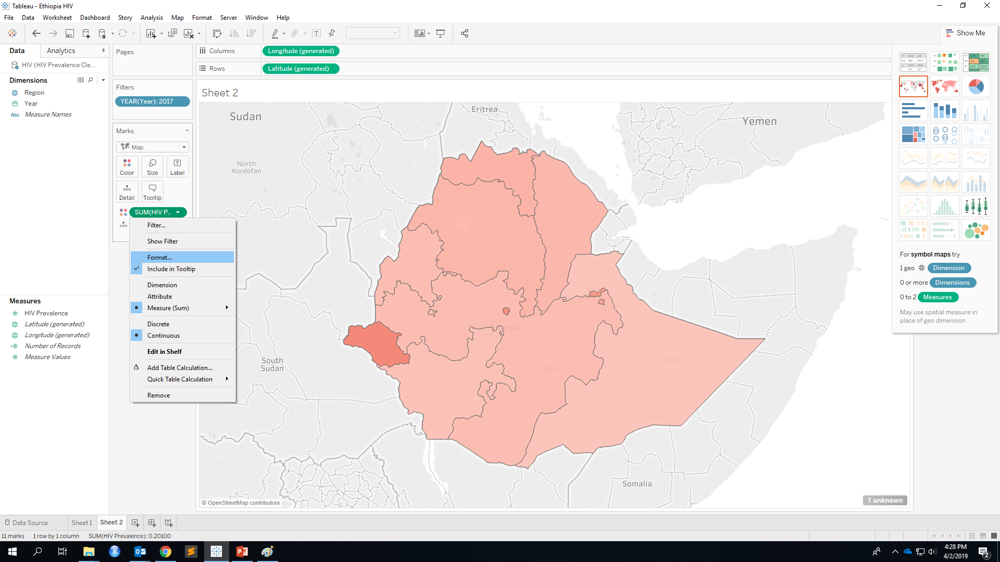 Tableau - Ethiopia HIV
File Data Worksheet Dashboard Story Analysis Map Format Server Window Help
Show Me
Data Analytics
HIV (HIV Prevalence Cle...
Dimensions
Region
Year
Abc Measure Names
Measures
HIV Prevalence
Latitude (generated)
Longitude (generated)
Number of Records
Measure Values
Pages
Filters
YEAR(Year): 2017
Marks
Map
Color Size Label
Detail Tooltip
SUM(HIV P..
Filter...
Show Filter
Format...
Include in Tooltip
Dimension
Attribute
Measure (Sum)
Discrete
Continuous
Edit in Shelf
Add Table Calculation...
Quick Table Calculation
Remove
Columns Longitude (generated)
Rows Latitude (generated)
Sheet 2
Sudan
Eritrea
Yemen
North
Kordofan
Ethiopia
South
Sudan
Oromia
Somali
Somalia
© OpenStreetMap contributors
1 unknown
For symbol maps try
1 geo Dimension
0 or more Dimensions
0 to 2 Measures
May use spatial measure in
place of geo dimension
Data Source Sheet 1 Sheet 2
11 marks 1 row by 1 column SUM(HIV Prevalence): 0.20100
4:28 PM
4/2/2019
2